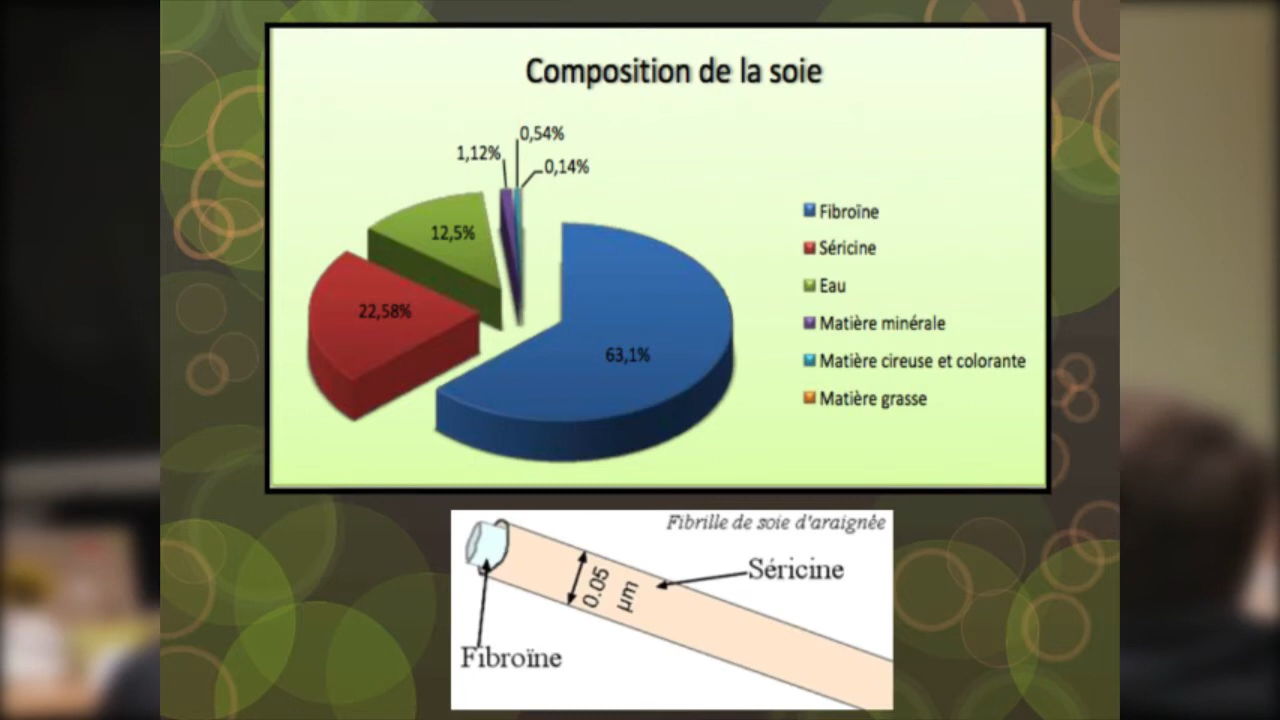 Composition de la soie
0,54%
1,12%
0,14%
12,5%
22,58%
63,1%
Fibroïne
Séricine
Eau
Matière minérale
Matière cireuse et colorante
Matière grasse
Fibrille de soie d'araignée
Séricine
0.05
µm
Fibroïne